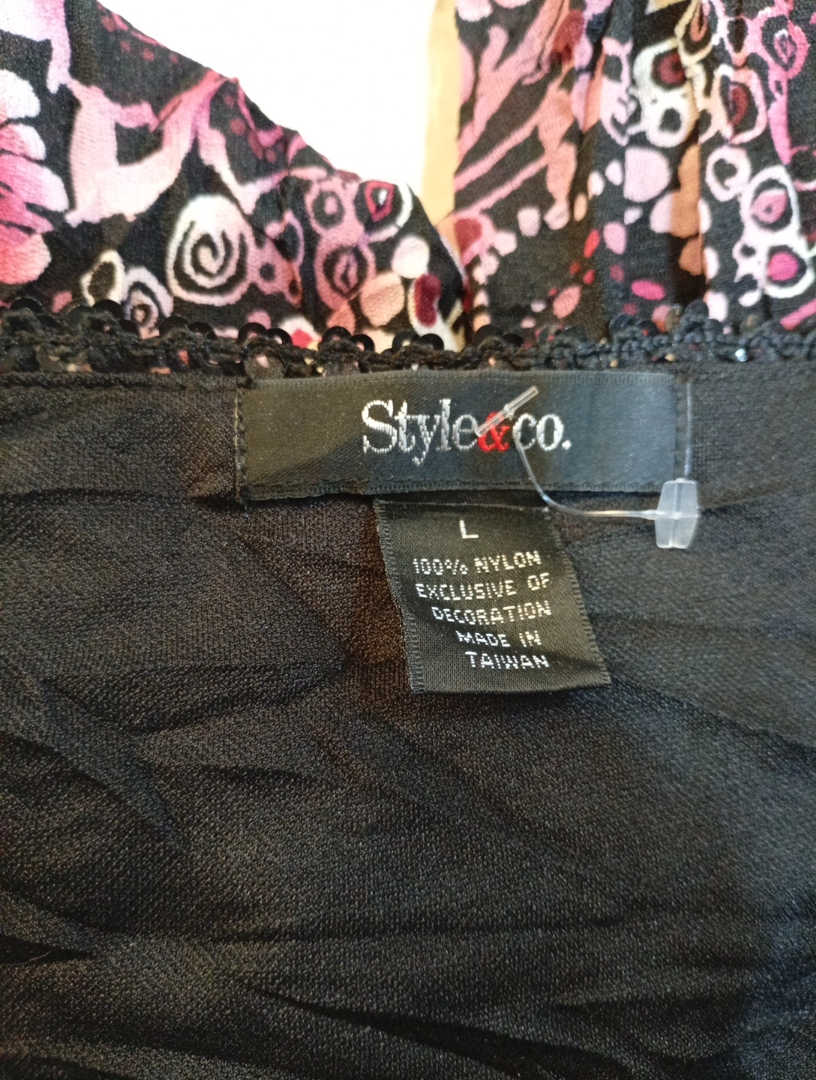 Style&co.
L
100% NYLON
EXCLUSIVE OF
DECORATION
MADE IN
TAIWAN